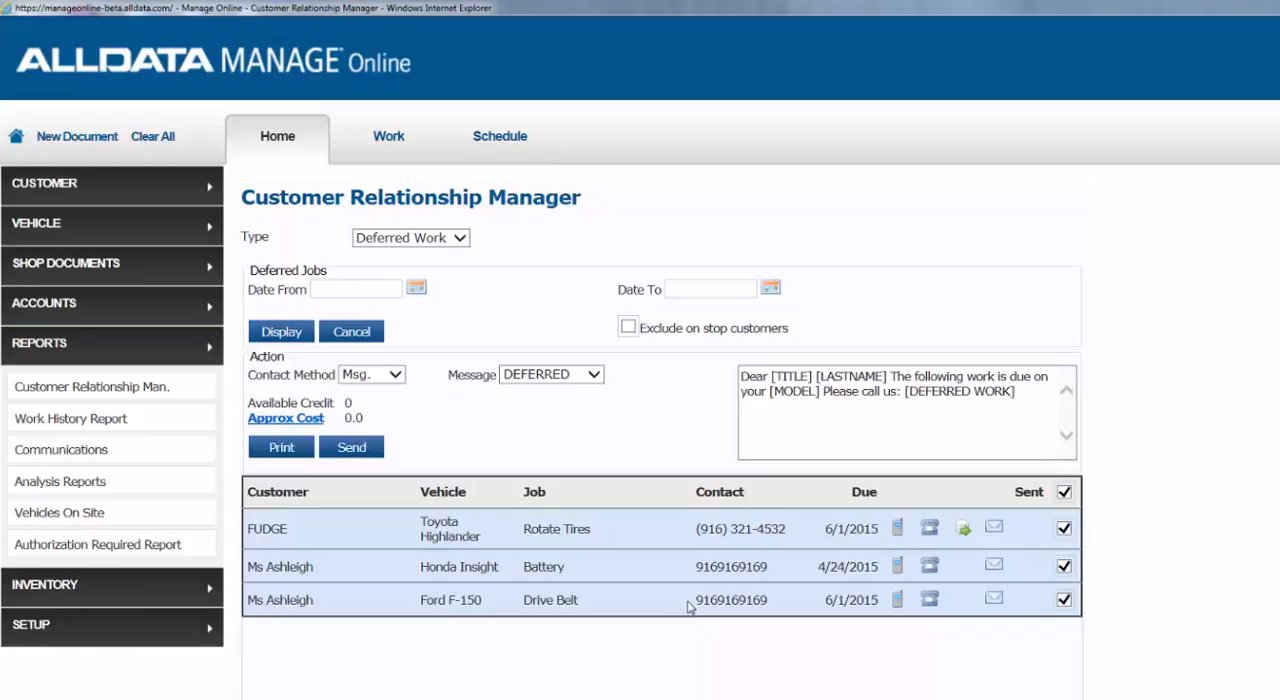 https://manageonline-beta.alldata.com/ - Manage Online - Customer Relationship Manager - Windows Internet Explorer
ALLDATA MANAGE Online
New Document Clear All Home Work Schedule
CUSTOMER
VEHICLE
SHOP DOCUMENTS
ACCOUNTS
REPORTS
Customer Relationship Man.
Work History Report
Communications
Analysis Reports
Vehicles On Site
Authorization Required Report
INVENTORY
SETUP
Customer Relationship Manager
Type Deferred Work
Deferred Jobs
Date From Date To
Display Cancel Exclude on stop customers
Action
Contact Method Msg. Message DEFERRED
Dear [TITLE] [LASTNAME] The following work is due on
your [MODEL] Please call us: [DEFERRED WORK]
Available Credit 0
Approx Cost 0.0
Print Send
Customer Vehicle Job Contact Due Sent
FUDGE Toyota Highlander Rotate Tires (916) 321-4532 6/1/2015
Ms Ashleigh Honda Insight Battery 9169169169 4/24/2015
Ms Ashleigh Ford F-150 Drive Belt 9169169169 6/1/2015